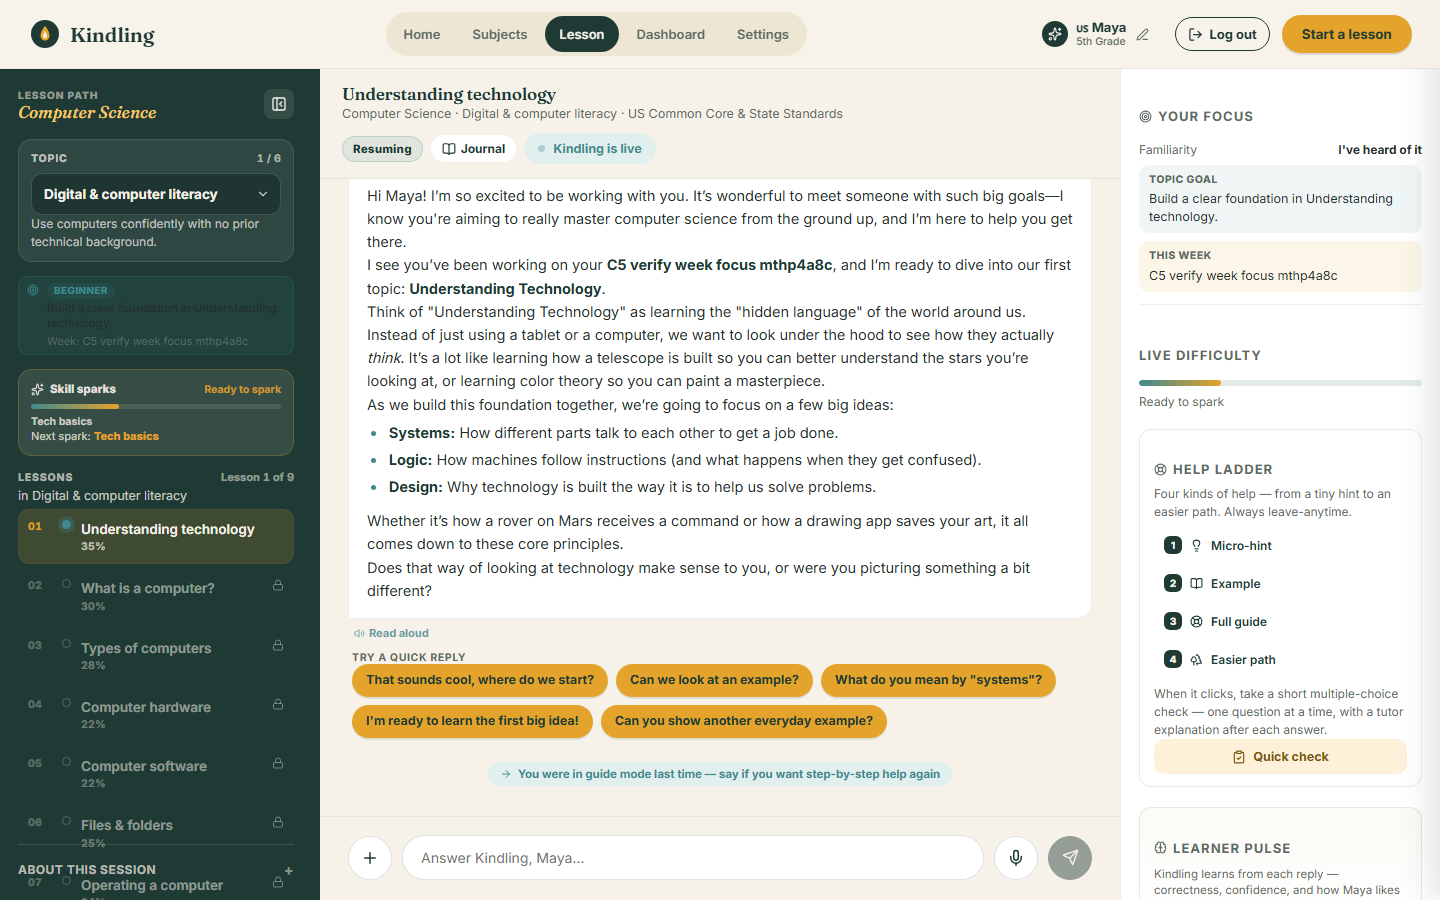 Kindling
Home
Subjects
Lesson
Dashboard
Settings
US Maya
5th Grade
Log out
Start a lesson
LESSON PATH
Computer Science
TOPIC
1 / 6
Digital & computer literacy
Use computers confidently with no prior
technical background.
BEGINNER
Build a clear foundation in Understanding
technology.
Week: C5 verify week focus mthp4a8c
Skill sparks
Ready to spark
Tech basics
Next spark: Tech basics
LESSONS
Lesson 1 of 9
in Digital & computer literacy
01
Understanding technology
35%
02
What is a computer?
30%
03
Types of computers
28%
04
Computer hardware
22%
05
Computer software
22%
06
Files & folders
25%
ABOUT THIS SESSION
+
07
Operating a computer
Understanding technology
Computer Science · Digital & computer literacy · US Common Core & State Standards
Resuming
Journal
Kindling is live
Hi Maya! I’m so excited to be working with you. It’s wonderful to meet someone with such big goals—I
know you're aiming to really master computer science from the ground up, and I’m here to help you get
there.
I see you’ve been working on your C5 verify week focus mthp4a8c, and I’m ready to dive into our first
topic: Understanding Technology.
Think of "Understanding Technology" as learning the "hidden language" of the world around us.
Instead of just using a tablet or a computer, we want to look under the hood to see how they actually
think. It’s a lot like learning how a telescope is built so you can better understand the stars you’re
looking at, or learning color theory so you can paint a masterpiece.
As we build this foundation together, we’re going to focus on a few big ideas:
• Systems: How different parts talk to each other to get a job done.
• Logic: How machines follow instructions (and what happens when they get confused).
• Design: Why technology is built the way it is to help us solve problems.
Whether it’s how a rover on Mars receives a command or how a drawing app saves your art, it all
comes down to these core principles.
Does that way of looking at technology make sense to you, or were you picturing something a bit
different?
Read aloud
TRY A QUICK REPLY
That sounds cool, where do we start?
Can we look at an example?
What do you mean by "systems"?
I'm ready to learn the first big idea!
Can you show another everyday example?
You were in guide mode last time — say if you want step-by-step help again
Answer Kindling, Maya...
YOUR FOCUS
Familiarity
I've heard of it
TOPIC GOAL
Build a clear foundation in Understanding
technology.
THIS WEEK
C5 verify week focus mthp4a8c
LIVE DIFFICULTY
Ready to spark
HELP LADDER
Four kinds of help — from a tiny hint to an
easier path. Always leave-anytime.
1
Micro-hint
2
Example
3
Full guide
4
Easier path
When it clicks, take a short multiple-choice
check — one question at a time, with a tutor
explanation after each answer.
Quick check
LEARNER PULSE
Kindling learns from each reply —
correctness, confidence, and how Maya likes